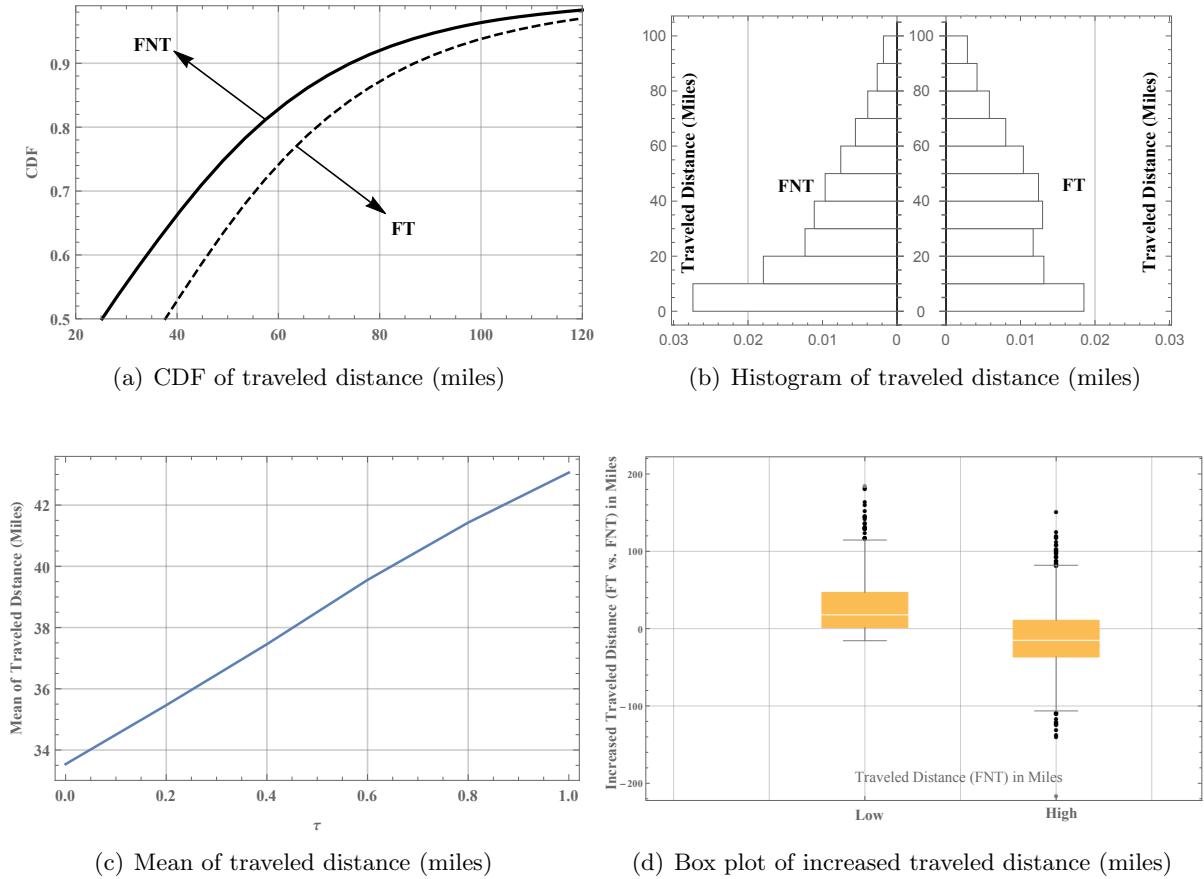 CDF
0.9
0.8
0.7
0.6
0.5
20 40 60 80 100 120
FNT
FT
(a) CDF of traveled distance (miles)
Traveled Distance (Miles)
100
80
60
40
20
0
0.03 0.02 0.01 0
FNT
100
80
60
40
20
0
0 0.01 0.02 0.03
FT
Traveled Distance (Miles)
(b) Histogram of traveled distance (miles)
Mean of Traveled Dstance (Miles)
42
40
38
36
34
0.0 0.2 0.4 0.6 0.8 1.0
τ
(c) Mean of traveled distance (miles)
Increased Traveled Distance (FT vs. FNT) in Miles
200
100
0
-100
-200
Traveled Distance (FNT) in Miles
Low High
(d) Box plot of increased traveled distance (miles)